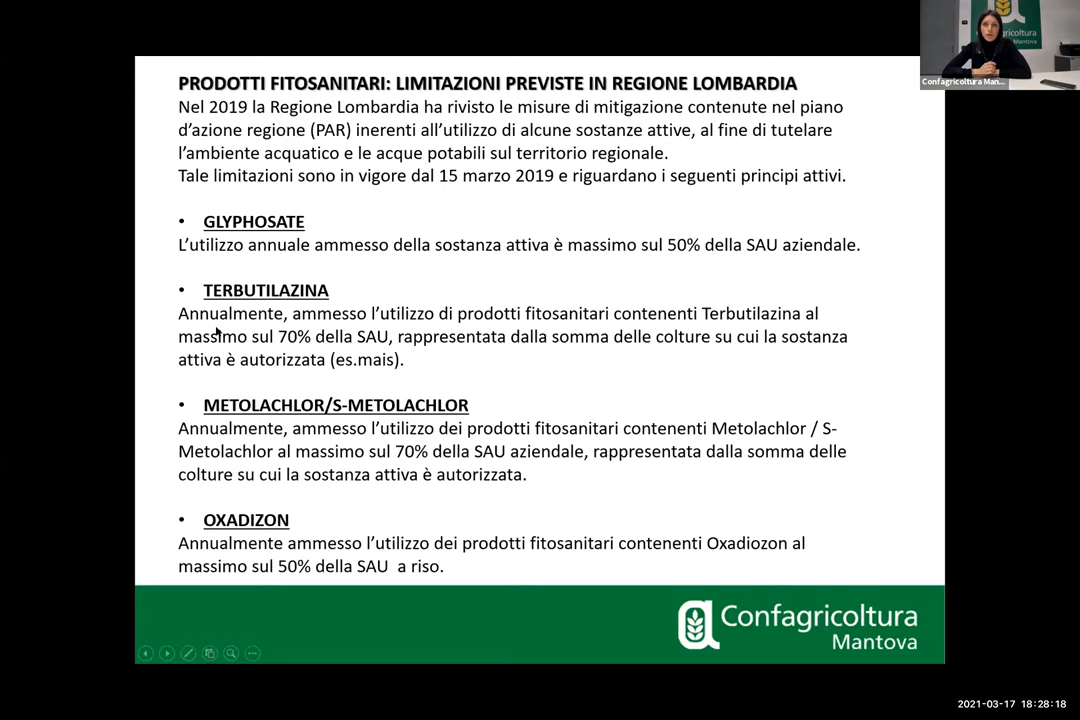 PRODOTTI FITOSANITARI: LIMITAZIONI PREVISTE IN REGIONE LOMBARDIA
Nel 2019 la Regione Lombardia ha rivisto le misure di mitigazione contenute nel piano
d’azione regione (PAR) inerenti all’utilizzo di alcune sostanze attive, al fine di tutelare
l’ambiente acquatico e le acque potabili sul territorio regionale.
Tale limitazioni sono in vigore dal 15 marzo 2019 e riguardano i seguenti principi attivi.
• GLYPHOSATE
L’utilizzo annuale ammesso della sostanza attiva è massimo sul 50% della SAU aziendale.
• TERBUTILAZINA
Annualmente, ammesso l’utilizzo di prodotti fitosanitari contenenti Terbutilazina al
massimo sul 70% della SAU, rappresentata dalla somma delle colture su cui la sostanza
attiva è autorizzata (es.mais).
• METOLACHLOR/S-METOLACHLOR
Annualmente, ammesso l’utilizzo dei prodotti fitosanitari contenenti Metolachlor / S-
Metolachlor al massimo sul 70% della SAU aziendale, rappresentata dalla somma delle
colture su cui la sostanza attiva è autorizzata.
• OXADIZON
Annualmente ammesso l’utilizzo dei prodotti fitosanitari contenenti Oxadiozon al
massimo sul 50% della SAU a riso.
Confagricoltura
Mantova
nfagricoltura
Mantova
Confagricoltura Man...
2021-03-17 18:28:18